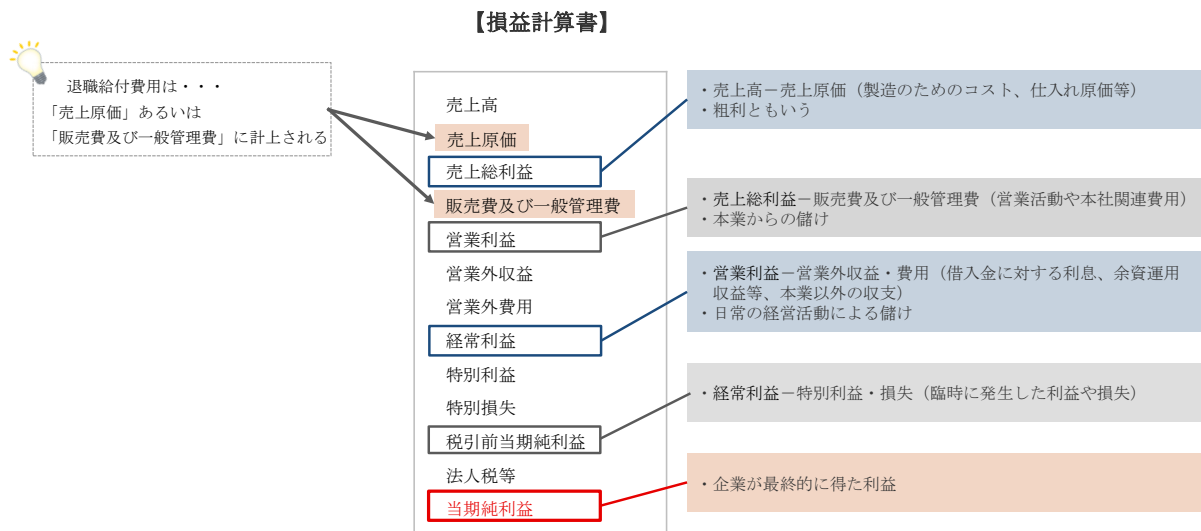 【損益計算書】
退職給付費用は・・・
「売上原価」あるいは
「販売費及び一般管理費」に計上される
売上高
売上原価
売上総利益
販売費及び一般管理費
営業利益
営業外収益
営業外費用
経常利益
特別利益
特別損失
税引前当期純利益
法人税等
当期純利益
・売上高－売上原価（製造のためのコスト、仕入れ原価等）
・粗利ともいう
・売上総利益－販売費及び一般管理費（営業活動や本社関連費用）
・本業からの儲け
・営業利益－営業外収益・費用（借入金に対する利息、余資運用
収益等、本業以外の収支）
・日常の経営活動による儲け
・経常利益－特別利益・損失（臨時に発生した利益や損失）
・企業が最終的に得た利益